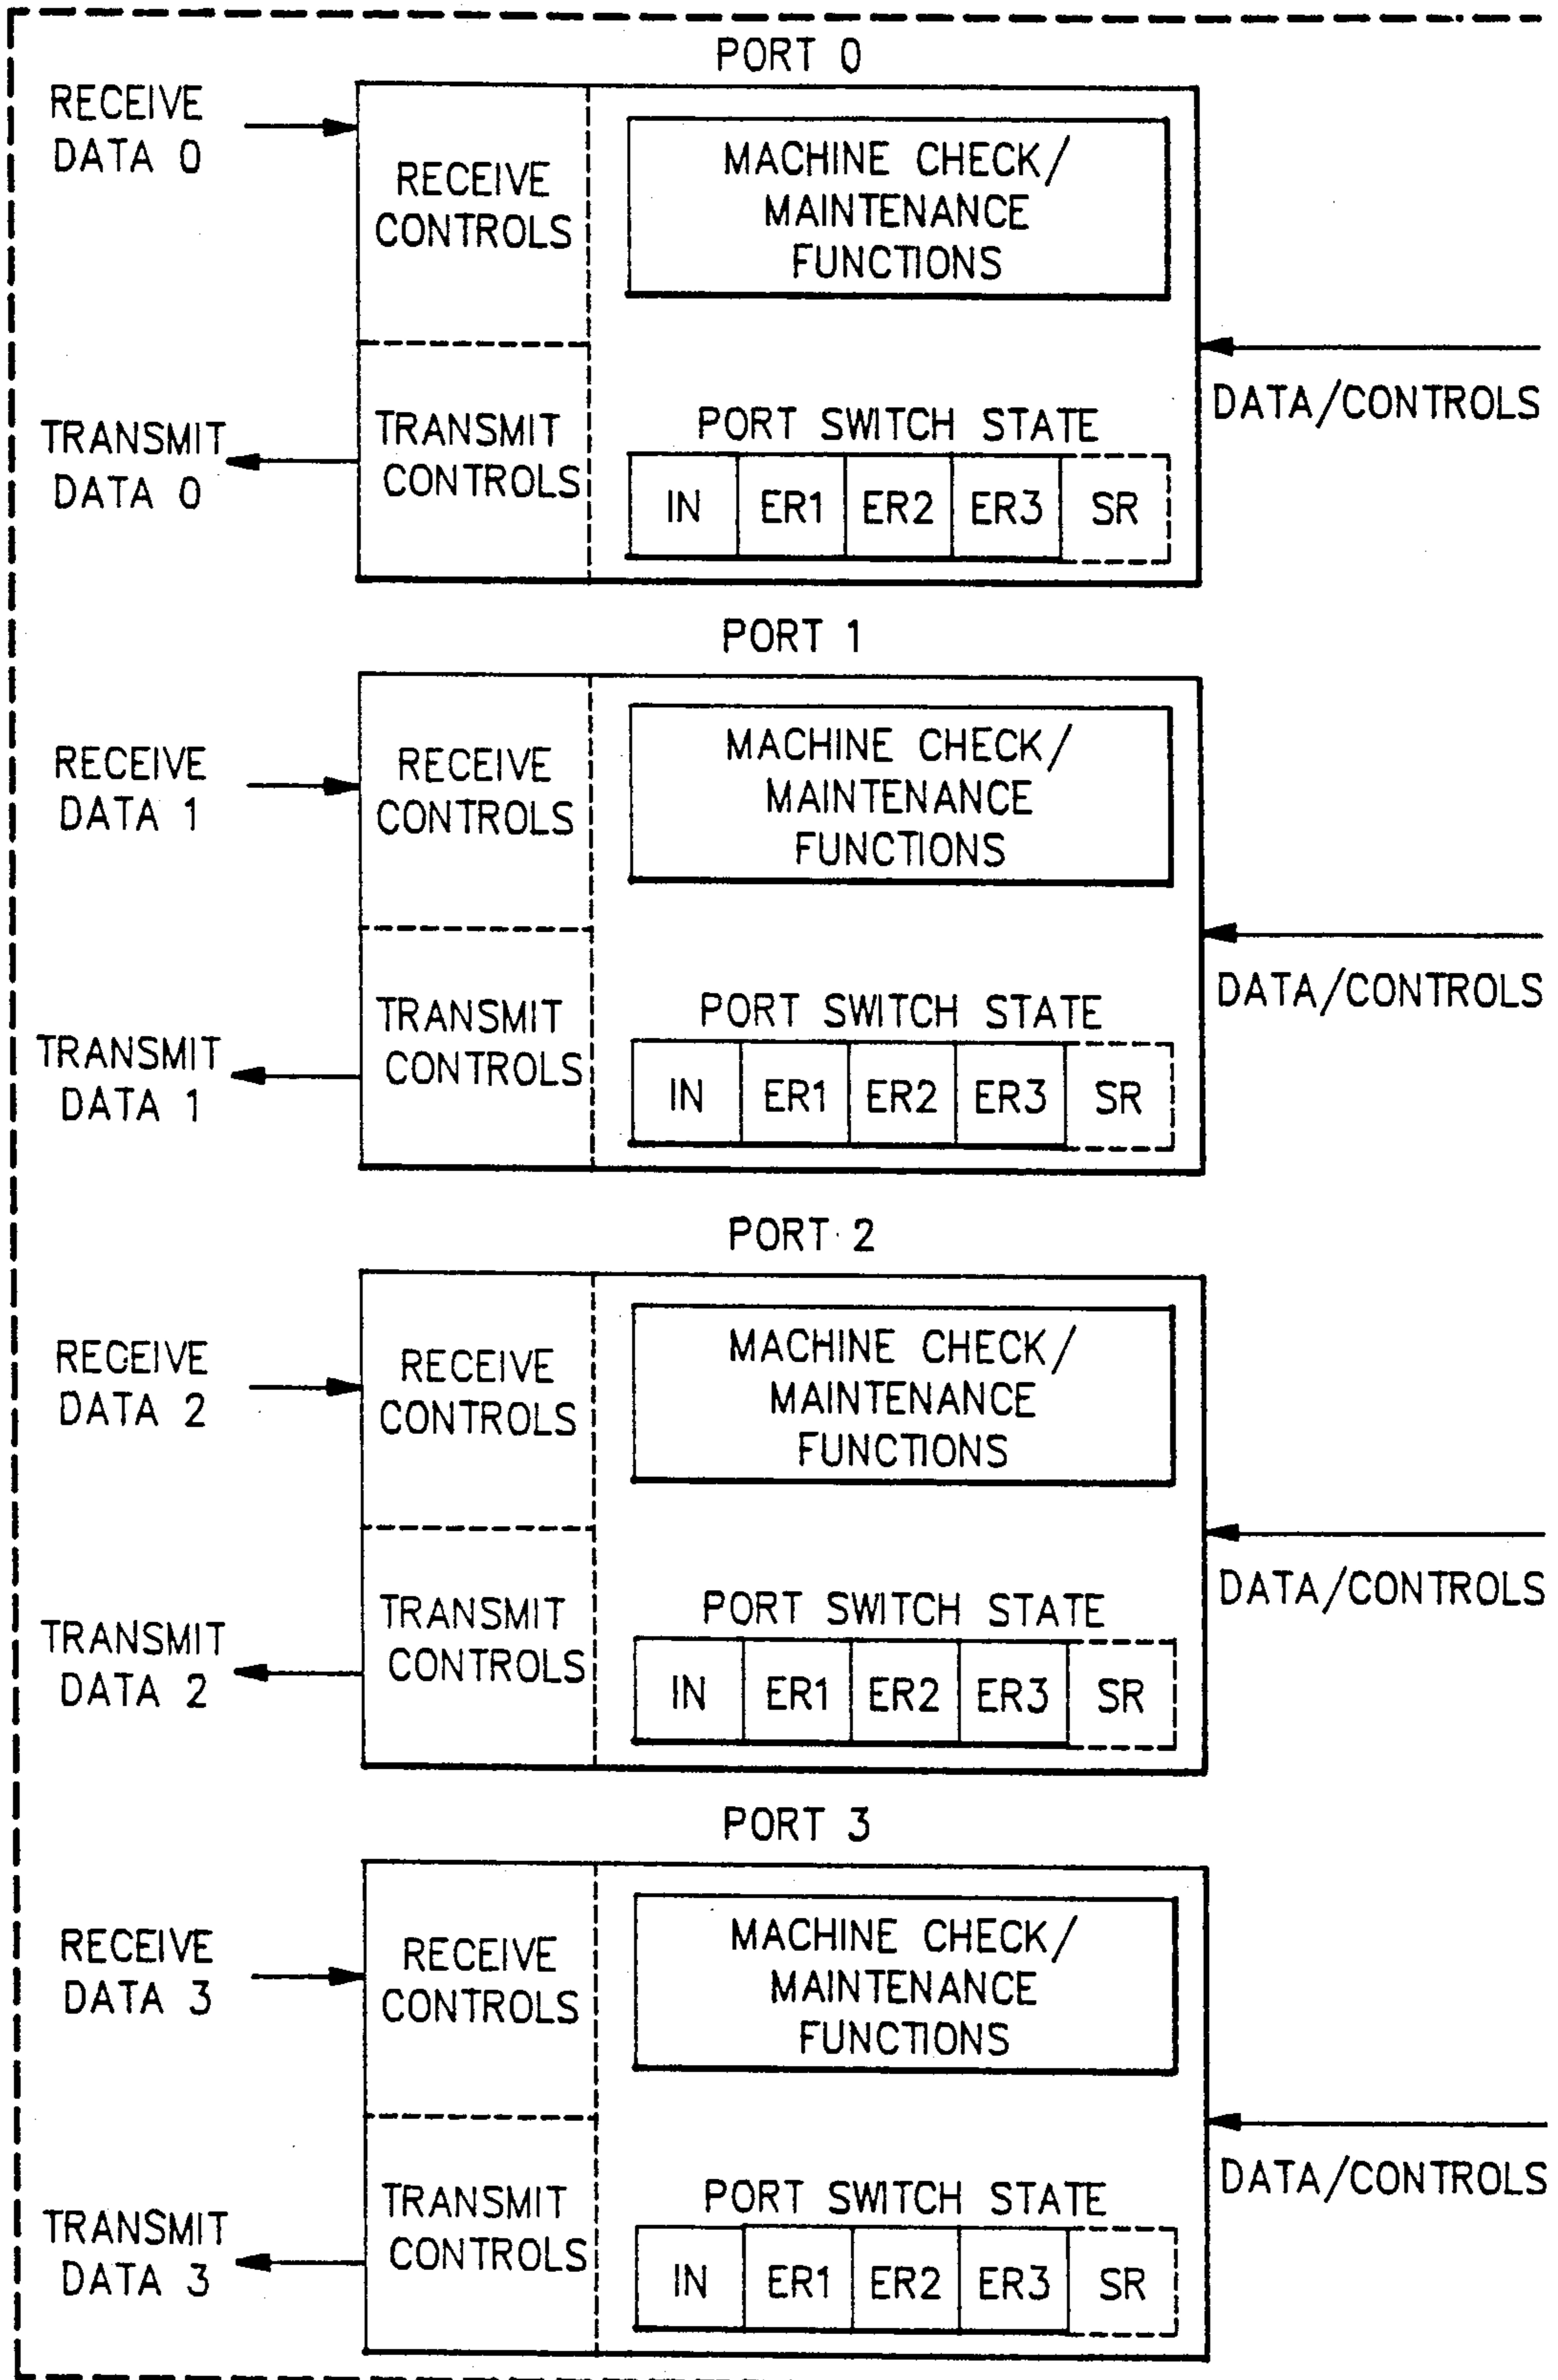 PORT 0
RECEIVE
DATA 0
RECEIVE
CONTROLS
MACHINE CHECK/
MAINTENANCE
FUNCTIONS
TRANSMIT
DATA 0
TRANSMIT
CONTROLS
PORT SWITCH STATE
IN ER1 ER2 ER3 SR
DATA/CONTROLS
PORT 1
RECEIVE
DATA 1
RECEIVE
CONTROLS
MACHINE CHECK/
MAINTENANCE
FUNCTIONS
TRANSMIT
DATA 1
TRANSMIT
CONTROLS
PORT SWITCH STATE
IN ER1 ER2 ER3 SR
DATA/CONTROLS
PORT 2
RECEIVE
DATA 2
RECEIVE
CONTROLS
MACHINE CHECK/
MAINTENANCE
FUNCTIONS
TRANSMIT
DATA 2
TRANSMIT
CONTROLS
PORT SWITCH STATE
IN ER1 ER2 ER3 SR
DATA/CONTROLS
PORT 3
RECEIVE
DATA 3
RECEIVE
CONTROLS
MACHINE CHECK/
MAINTENANCE
FUNCTIONS
TRANSMIT
DATA 3
TRANSMIT
CONTROLS
PORT SWITCH STATE
IN ER1 ER2 ER3 SR
DATA/CONTROLS